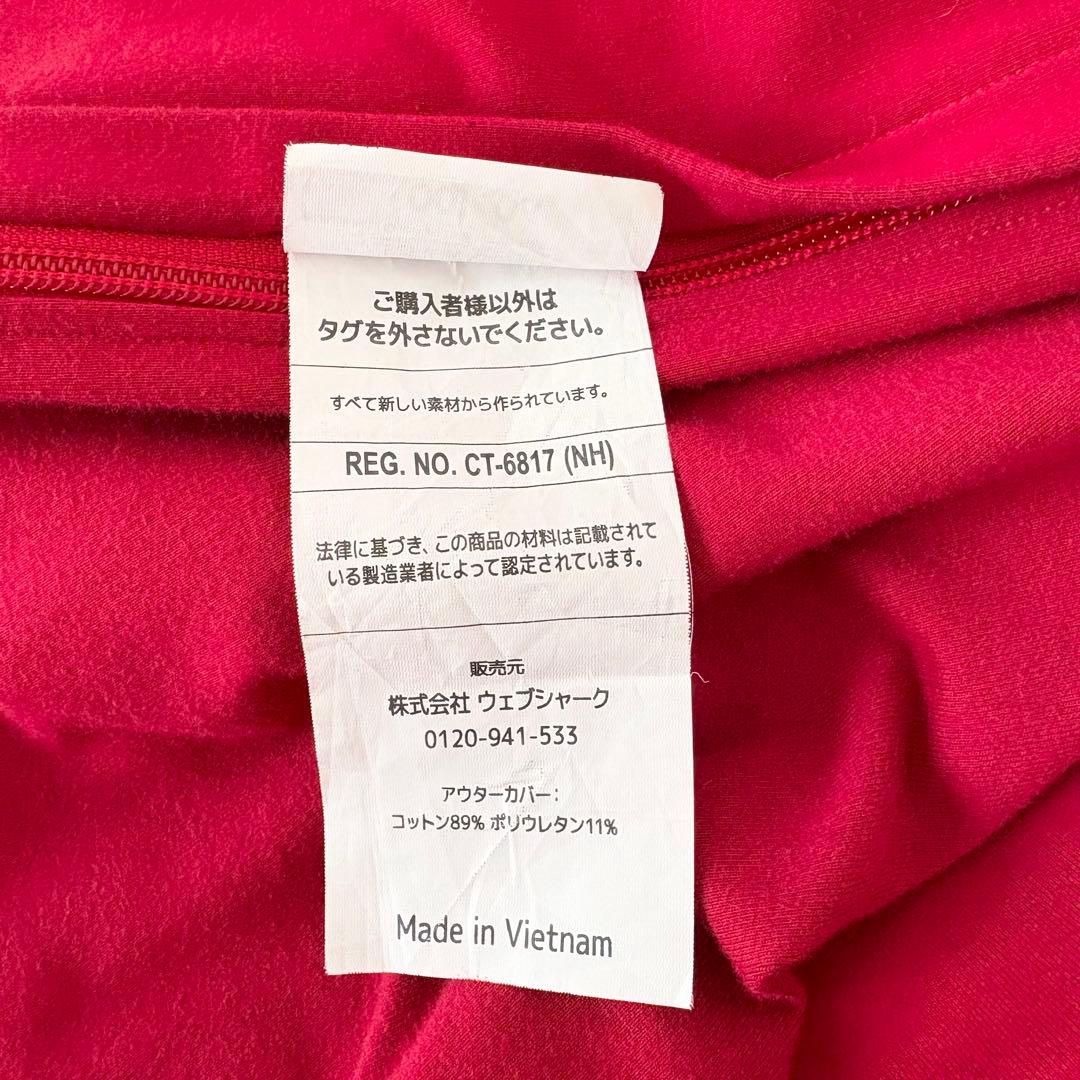 ご購入者様以外は
タグを外さないでください。
すべて新しい素材から作られています。
REG. NO. CT-6817 (NH)
法律に基づき、この商品の材料は記載されて
いる製造業者によって認定されています。
販売元
株式会社 ウェブシャーク
0120-941-533
アウターカバー：
コットン89% ポリウレタン11%
Made in Vietnam